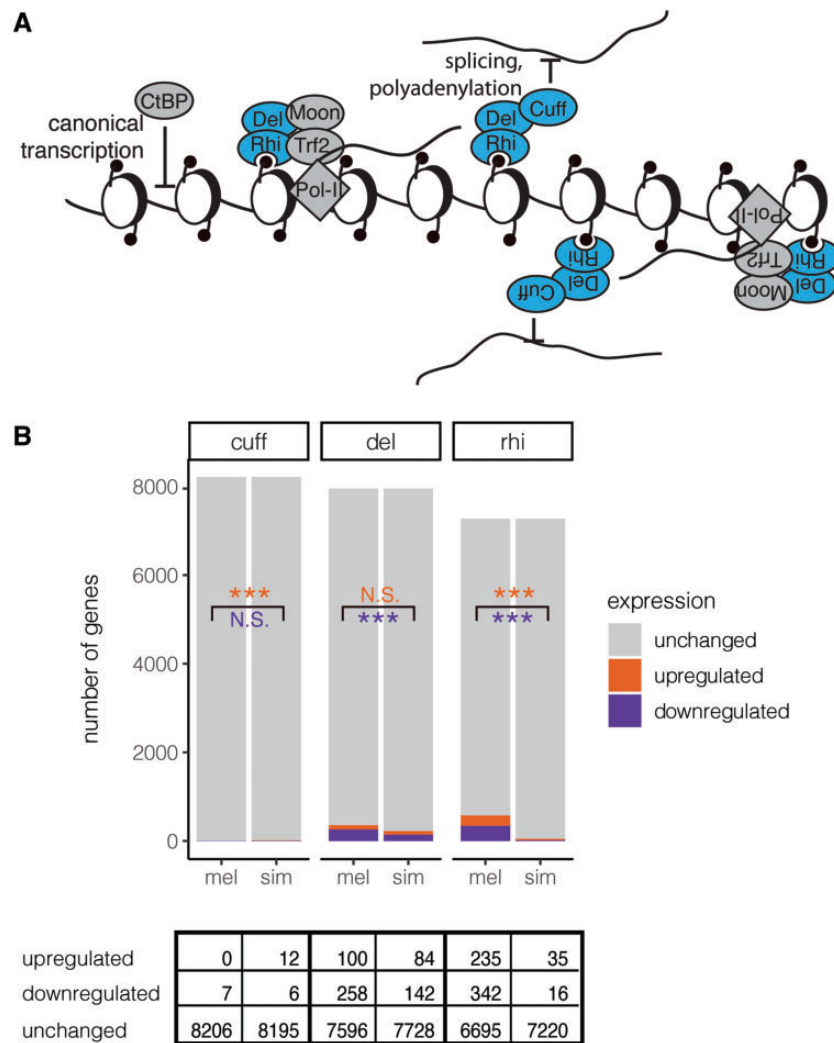 A
CtBP
canonical
transcription
Del
Moon
Rhi
Trf2
Pol-II
splicing,
polyadenylation
Del
Cuff
Rhi
Rhi
Del
Cuff
Pol-II
Trf2
Rhi
Moon
Del
B
cuff del rhi
8000
6000
4000
2000
0
number of genes
*** N.S. ***
N.S. *** ***
mel sim mel sim mel sim
expression
unchanged
upregulated
downregulated
upregulated 0 12 100 84 235 35
downregulated 7 6 258 142 342 16
unchanged 8206 8195 7596 7728 6695 7220